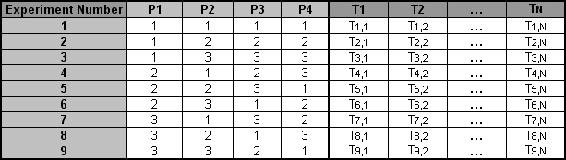 Experiment Number P1 P2 P3 P4 T1 T2 ... TN
1 1 1 1 1 T1,1 T1,2 ... T1,N
2 1 2 2 2 T2,1 T2,2 ... T2,N
3 1 3 3 3 T3,1 T3,2 ... T3,N
4 2 1 2 3 T4,1 T4,2 ... T4,N
5 2 2 3 1 T5,1 T5,2 ... T5,N
6 2 3 1 2 T6,1 T6,2 ... T6,N
7 3 1 3 2 T7,1 T7,2 ... T7,N
8 3 2 1 3 T8,1 T8,2 ... T8,N
9 3 3 2 1 T9,1 T9,2 ... T9,N